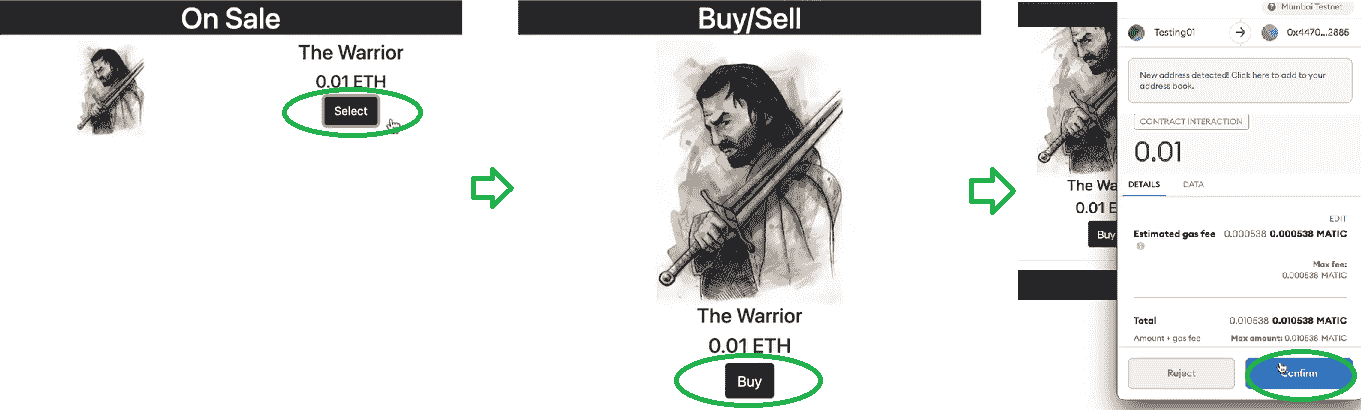 On Sale
The Warrior
0.01 ETH
Select
Buy/Sell
The Warrior
0.01 ETH
Buy
The Wa
0.01 E
Buy
Mumbai Testnet
Testing01
0x4470...2885
New address detected! Click here to add to your
address book.
CONTRACT INTERACTION
0.01
DETAILS DATA
EDIT
Estimated gas fee 0.000538 0.000538 MATIC
Max fee:
0.000538 MATIC
Total 0.010538 0.010538 MATIC
Amount + gas fee Max amount: 0.010538 MATIC
Reject
Confirm